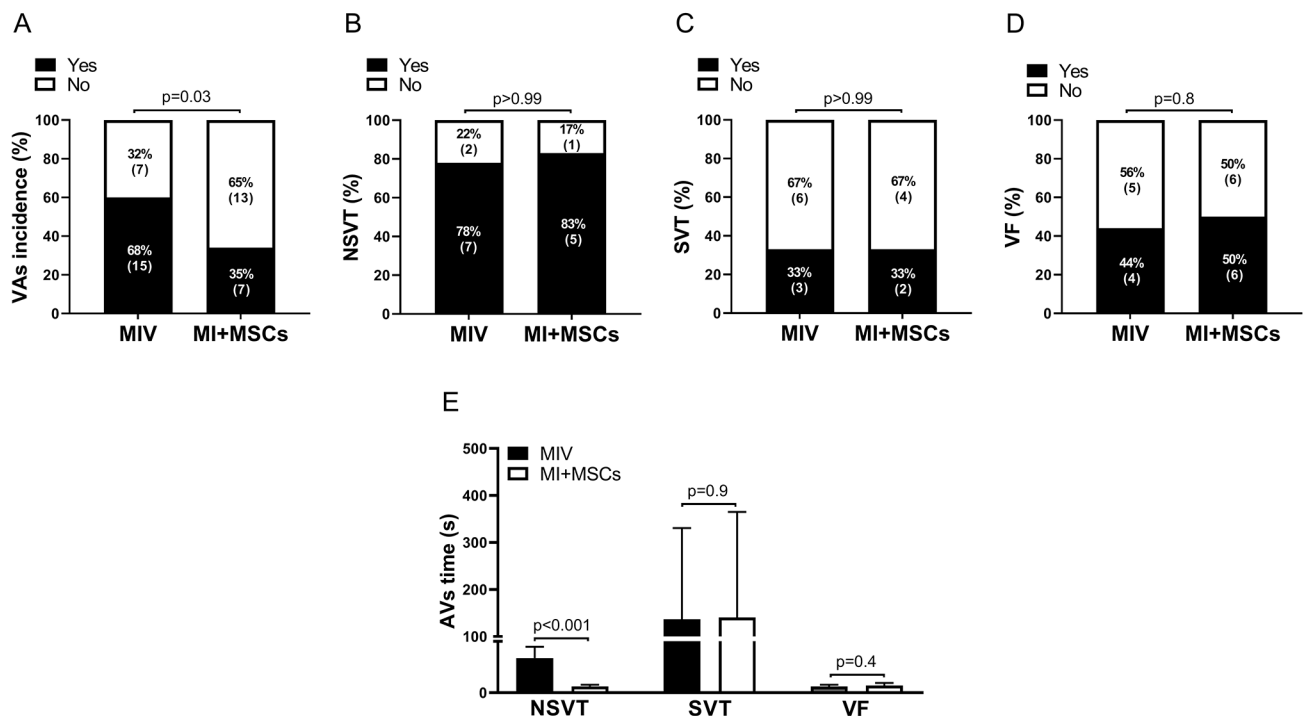 A
Yes
No
p=0.03
VAs incidence (%)
100
80
60
40
20
0
32%
(7)
68%
(15)
65%
(13)
35%
(7)
MIV
MI+MSCs
B
Yes
No
p>0.99
NSVT (%)
100
80
60
40
20
0
22%
(2)
78%
(7)
17%
(1)
83%
(5)
MIV
MI+MSCs
C
Yes
No
p>0.99
SVT (%)
100
80
60
40
20
0
67%
(6)
33%
(3)
67%
(4)
33%
(2)
MIV
MI+MSCs
D
Yes
No
p=0.8
VF (%)
100
80
60
40
20
0
56%
(5)
44%
(4)
50%
(6)
50%
(6)
MIV
MI+MSCs
E
MIV
MI+MSCs
AVs time (s)
500
400
300
200
100
0
p<0.001
p=0.9
p=0.4
NSVT
SVT
VF